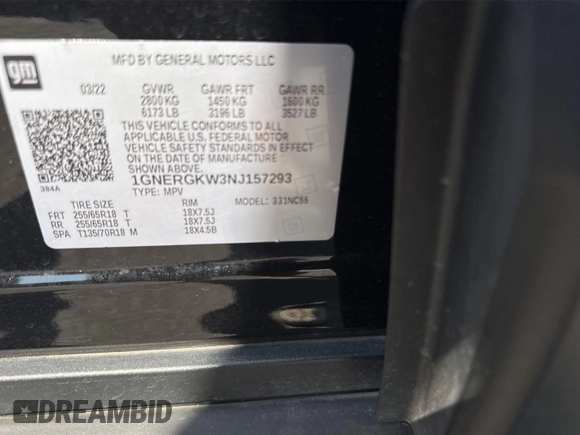 gm
MFD BY GENERAL MOTORS LLC
03/22 GVWR GAWR FRT GAWR RR
2800 KG 1450 KG 1600 KG
6173 LB 3196 LB 3527 LB
THIS VEHICLE CONFORMS TO ALL
APPLICABLE U.S. FEDERAL MOTOR
VEHICLE SAFETY STANDARDS IN EFFECT
ON THE DATE OF MANUFACTURE
SHOWN ABOVE.
384A
1GNERGKW3NJ157293
TYPE: MPV MODEL: 331NC56
TIRE SIZE RIM
FRT 255/65R18 T 18X7.5J
RR 255/65R18 T 18X7.5J
SPA T135/70R18 M 18X4.5B
DREAMBID